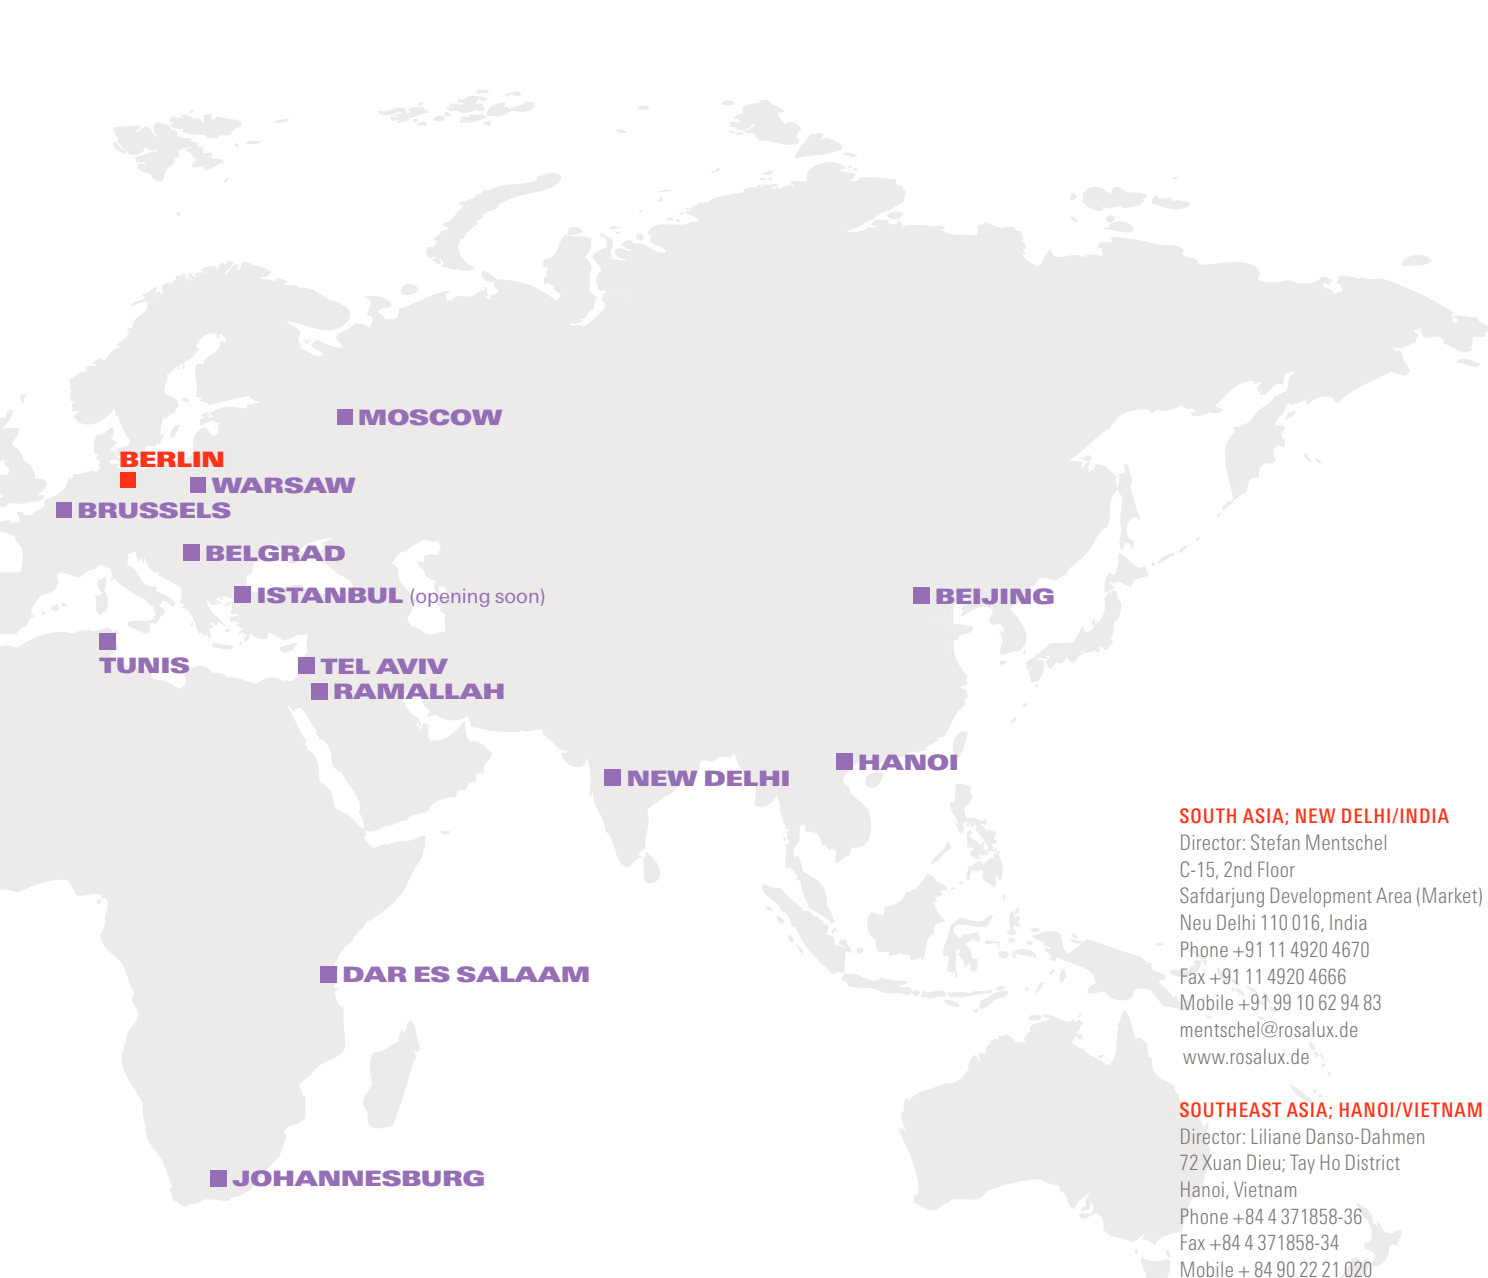 MOSCOW
BERLIN
WARSAW
BRUSSELS
BELGRAD
ISTANBUL (opening soon)
BEIJING
TUNIS
TEL AVIV
RAMALLAH
HANOI
NEW DELHI
DAR ES SALAAM
JOHANNESBURG
SOUTH ASIA; NEW DELHI/INDIA
Director: Stefan Mentschel
C-15, 2nd Floor
Safdarjung Development Area (Market)
Neu Delhi 110 016, India
Phone +91 11 4920 4670
Fax +91 11 4920 4666
Mobile +91 99 10 62 94 83
mentschel@rosalux.de
www.rosalux.de
SOUTHEAST ASIA; HANOI/VIETNAM
Director: Liliane Danso-Dahmen
72 Xuan Dieu; Tay Ho District
Hanoi, Vietnam
Phone +84 4 371858-36
Fax +84 4 371858-34
Mobile + 84 90 22 21 020